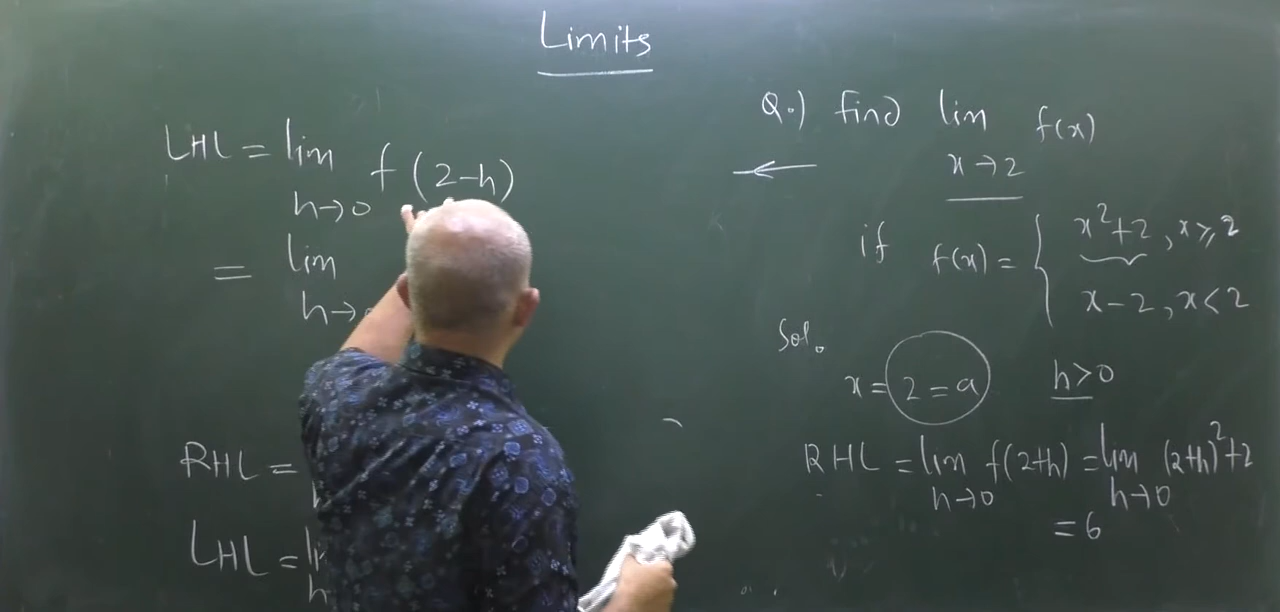 Limits
LHL = lim f(2-h)
h→0
= lim
h→
RHL =
LHL = li
h
Q.) find lim f(x)
x→2
if f(x) = { x²+2, x≥2
x-2, x<2
Sol.
x = 2 = a h>0
RHL = lim f(2+h) = lim (2+h)²+2
h→0 h→0
= 6